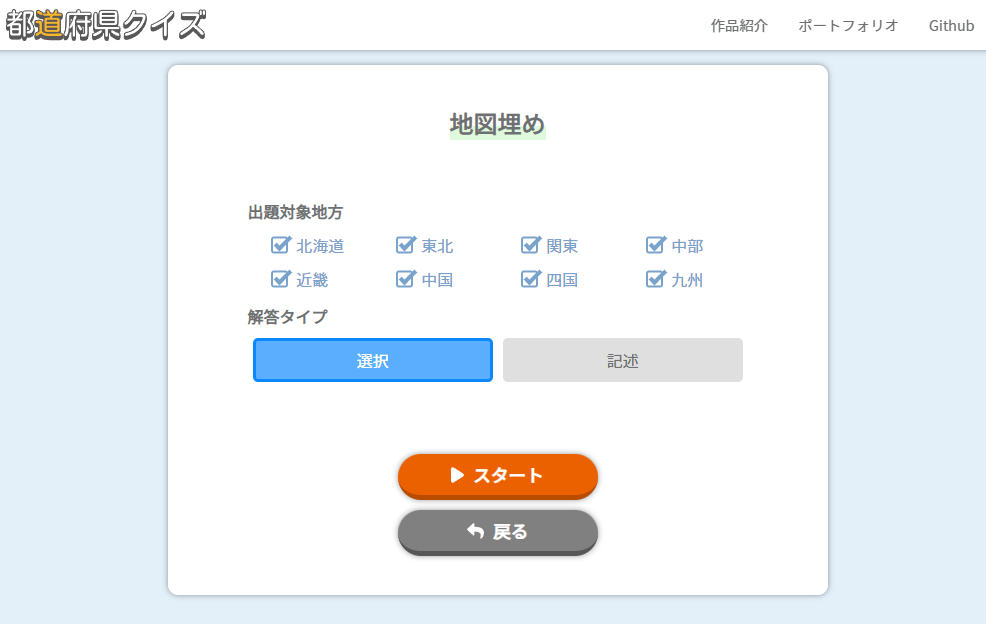 都道府県クイズ 作品紹介 ポートフォリオ Github
地図埋め
出題対象地方
北海道 東北 関東 中部
近畿 中国 四国 九州
解答タイプ
選択 記述
スタート
戻る